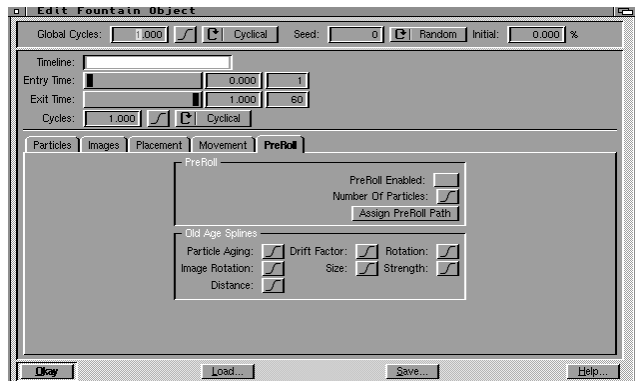 Edit Fountain Object
Global Cycles: 1.000 Cyclical Seed: 0 Random Initial: 0.000 %
Timeline:
Entry Time: 0.000 1
Exit Time: 1.000 60
Cycles: 1.000 Cyclical
Particles Images Placement Movement PreRoll
PreRoll
PreRoll Enabled:
Number Of Particles:
Assign PreRoll Path
Old Age Splines
Particle Aging: Drift Factor: Rotation:
Image Rotation: Size: Strength:
Distance:
Okay Load... Save... Help...